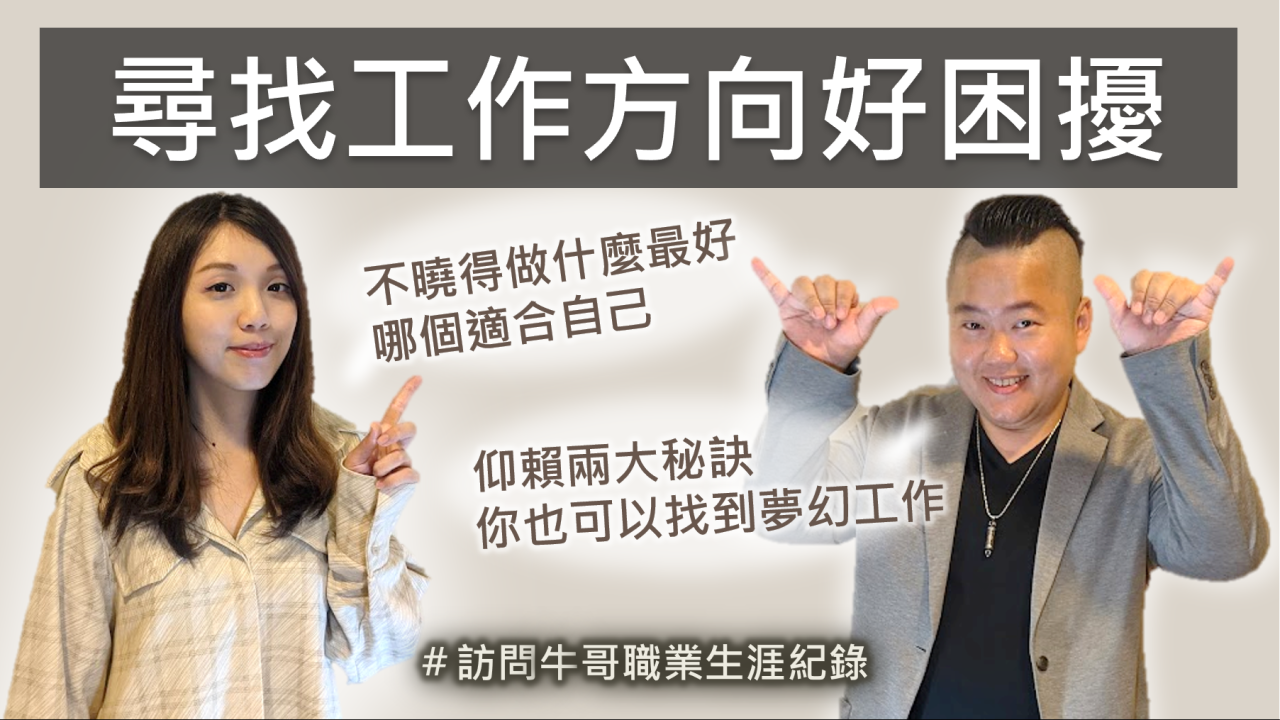 尋找工作方向好困擾
不曉得做什麼最好
哪個適合自己
仰賴兩大秘訣
你也可以找到夢幻工作
#訪問牛哥職業生涯紀錄